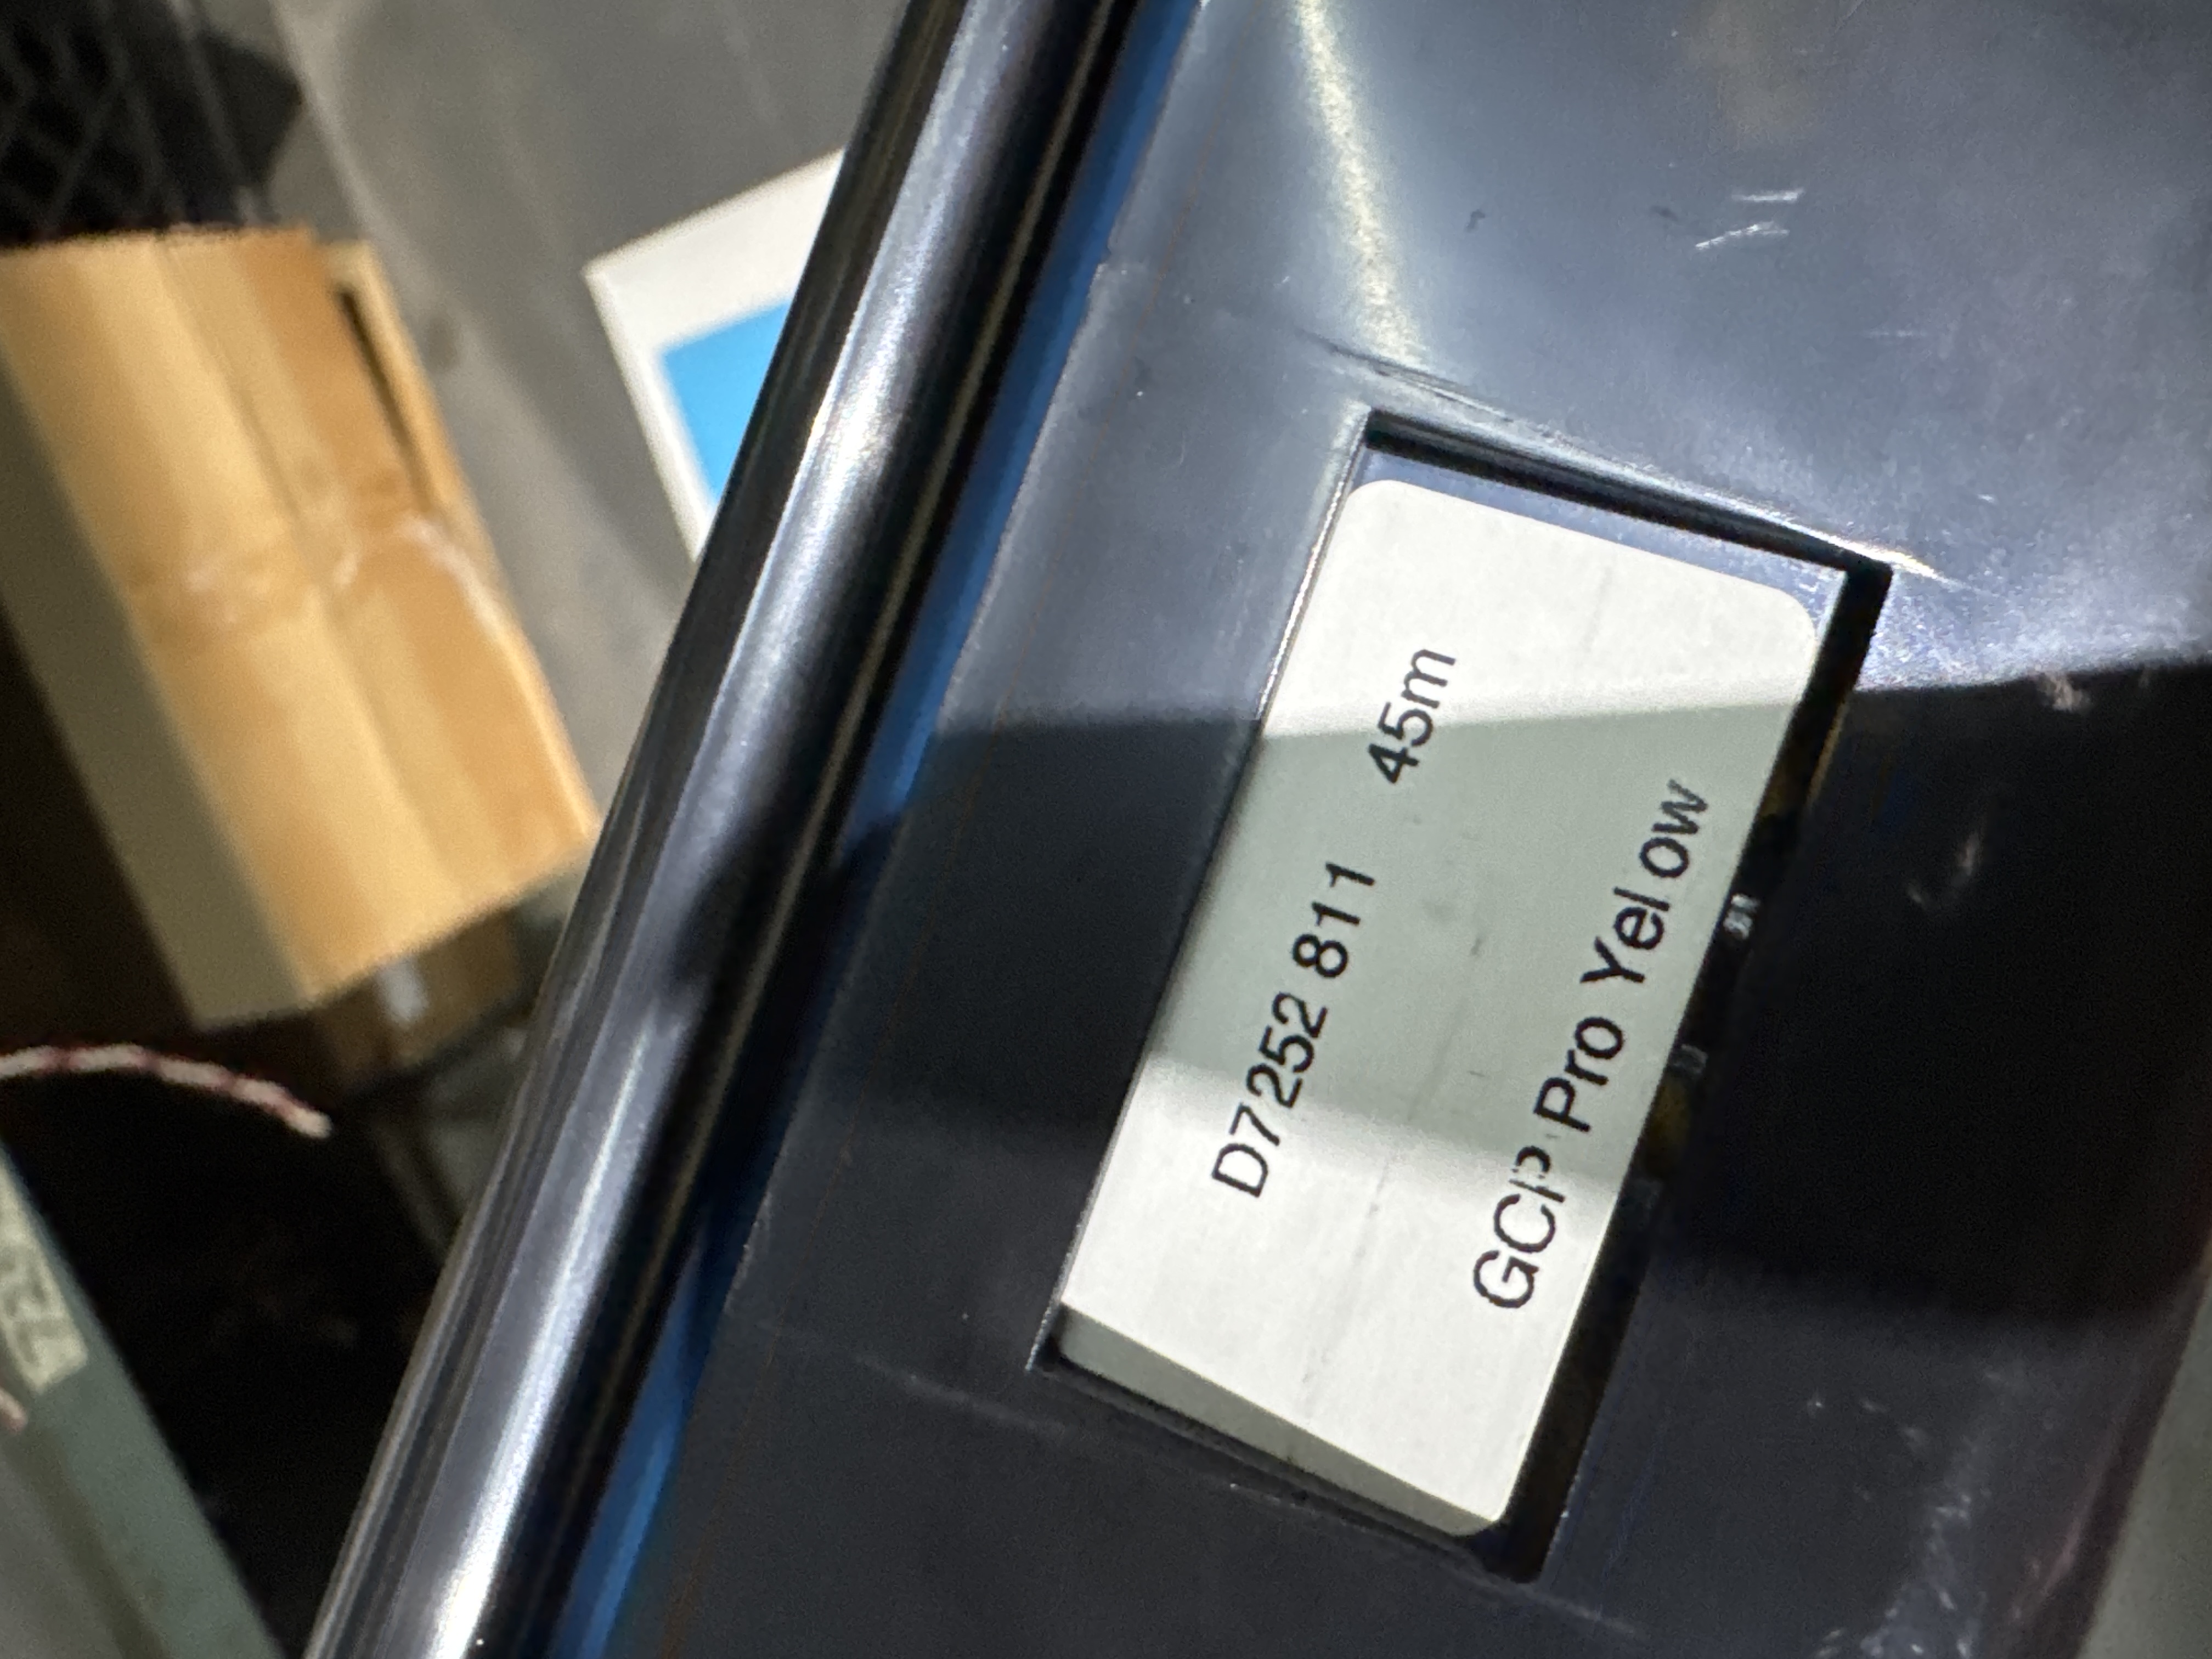 D7252 811 45m
GCP Pro Yellow